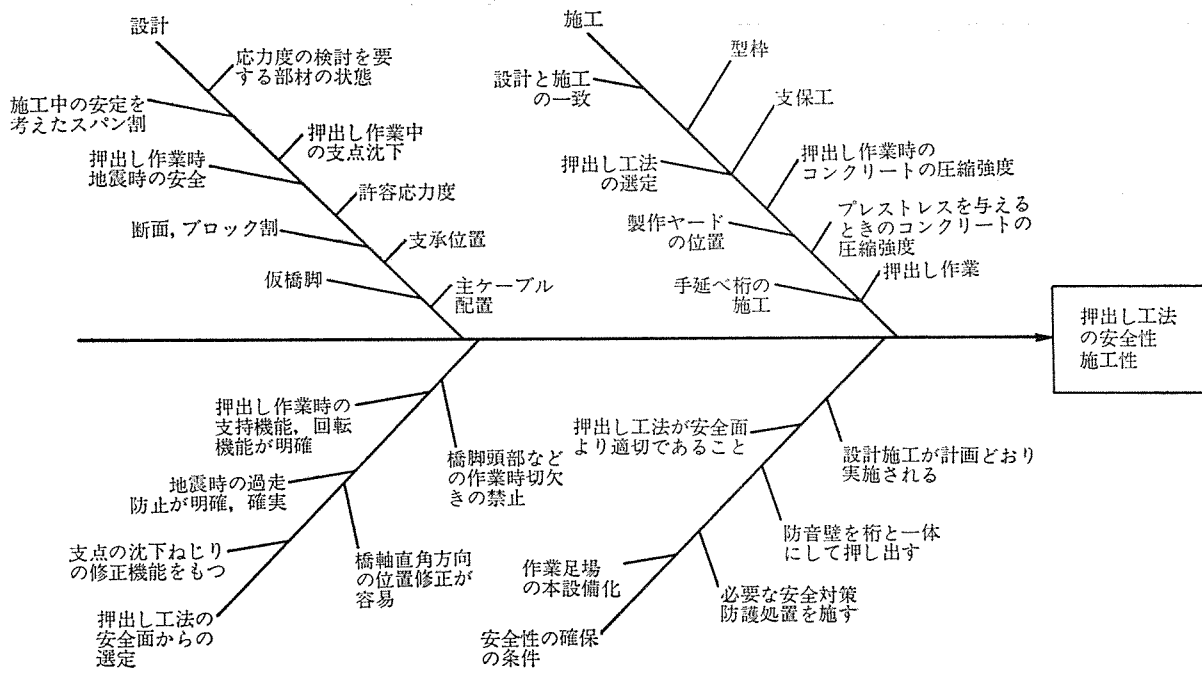 設計
応力度の検討を要
する部材の状態
施工中の安定を
考えたスパン割
押出し作業中
の支点沈下
押出し作業時
地震時の安全
許容応力度
断面，ブロック割
支承位置
仮橋脚
主ケーブル
配置
施工
型枠
設計と施工
の一致
支保工
押出し作業時の
コンクリートの圧縮強度
押出し工法
の選定
プレストレスを与える
ときのコンクリートの
圧縮強度
製作ヤード
の位置
押出し作業
手延べ桁の
施工
押出し工法
の安全性
施工性
押出し作業時の
支持機能，回転
機能が明確
橋脚頭部など
の作業時切欠
きの禁止
地震時の過走
防止が明確，確実
支点の沈下ねじり
の修正機能をもつ
橋軸直角方向
の位置修正が
容易
押出し工法の
安全面からの
選定
押出し工法が安全面
より適切であること
設計施工が計画どおり
実施される
防音壁を桁と一体
にして押し出す
作業足場
の本設備化
必要な安全対策
防護処置を施す
安全性の確保
の条件